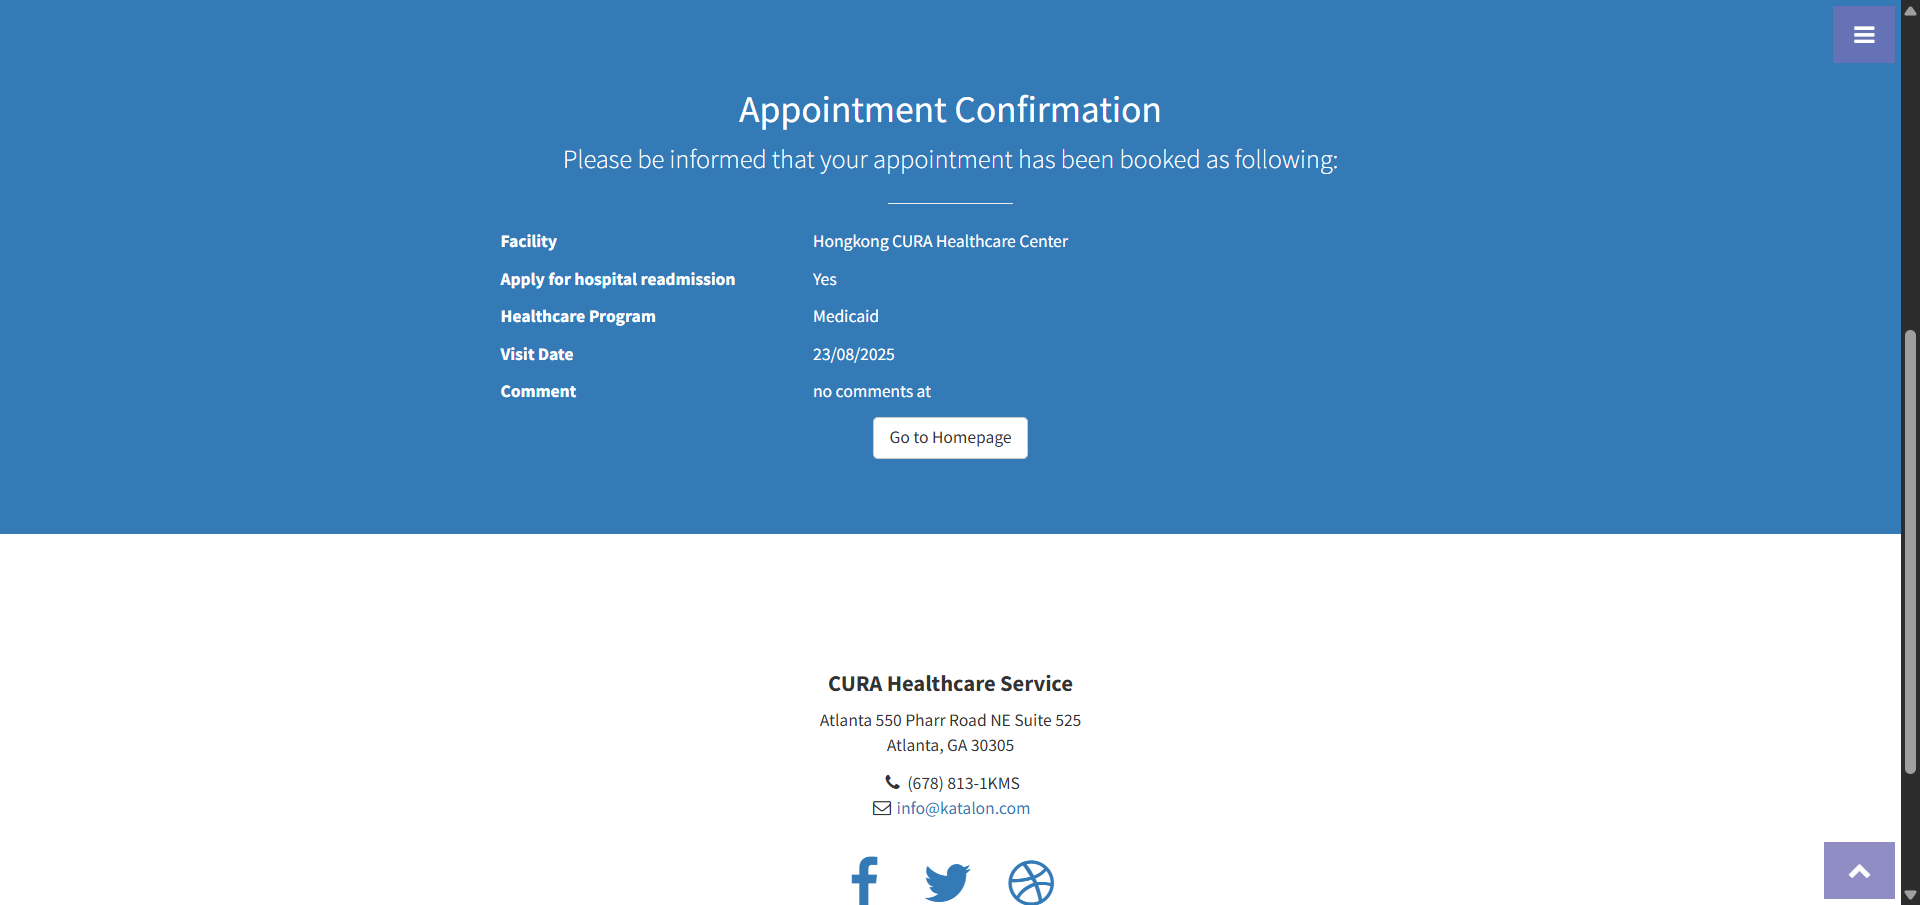 Appointment Confirmation
Please be informed that your appointment has been booked as following:
Facility Hongkong CURA Healthcare Center
Apply for hospital readmission Yes
Healthcare Program Medicaid
Visit Date 23/08/2025
Comment no comments at
Go to Homepage
CURA Healthcare Service
Atlanta 550 Pharr Road NE Suite 525
Atlanta, GA 30305
(678) 813-1KMS
info@katalon.com